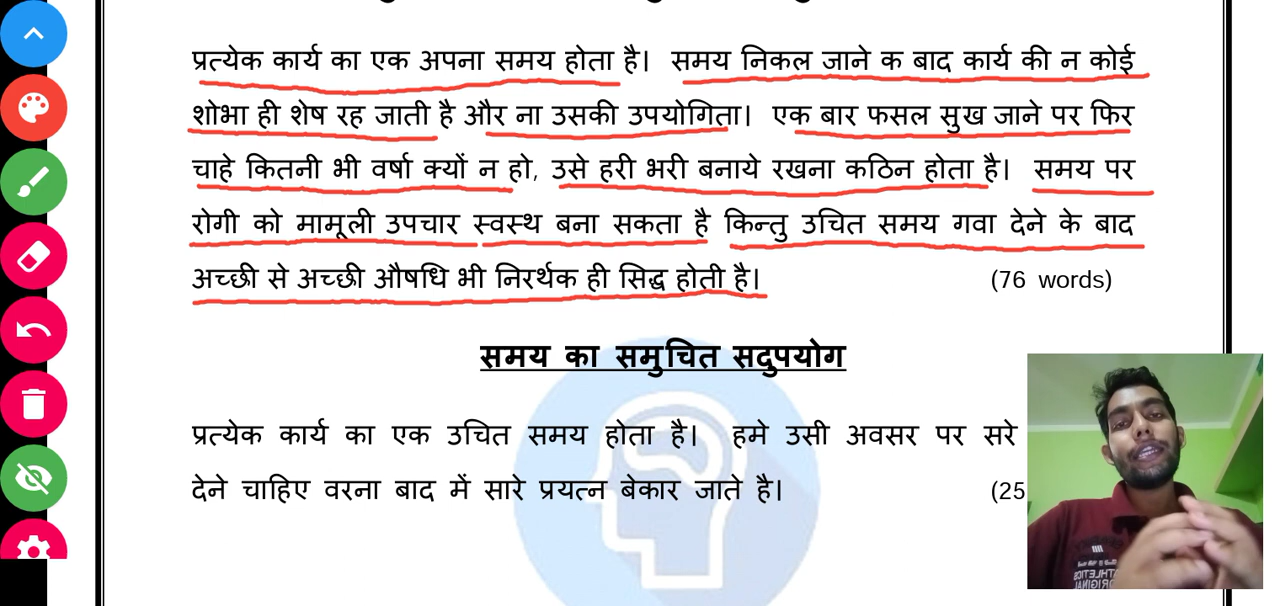 प्रत्येक कार्य का एक अपना समय होता है। समय निकल जाने क बाद कार्य की न कोई
शोभा ही शेष रह जाती है और ना उसकी उपयोगिता। एक बार फसल सुख जाने पर फिर
चाहे कितनी भी वर्षा क्यों न हो, उसे हरी भरी बनाये रखना कठिन होता है। समय पर
रोगी को मामूली उपचार स्वस्थ बना सकता है किन्तु उचित समय गवा देने के बाद
अच्छी से अच्छी औषधि भी निरर्थक ही सिद्ध होती है। (76 words)
समय का समुचित सदुपयोग
प्रत्येक कार्य का एक उचित समय होता है। हमे उसी अवसर पर सरे
देने चाहिए वरना बाद में सारे प्रयत्न बेकार जाते है। (25